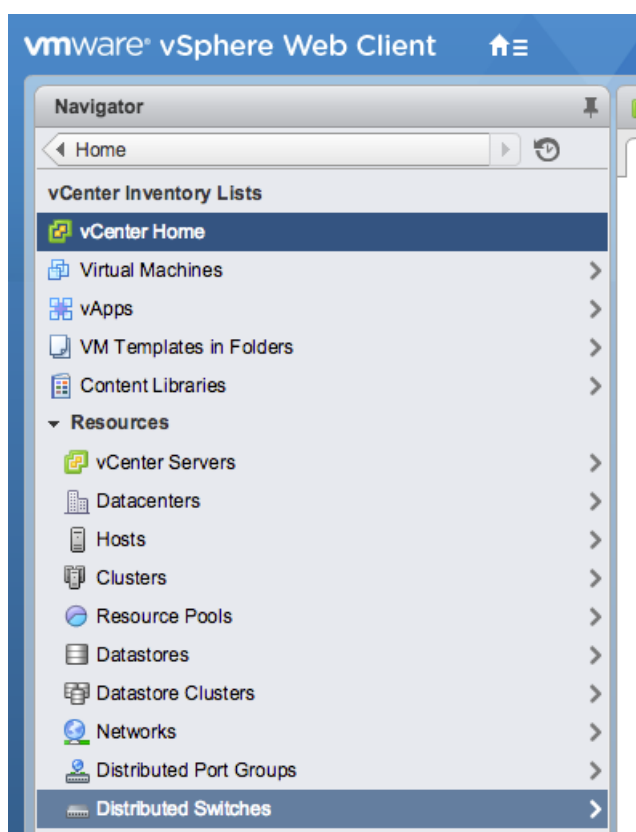 vmware® vSphere Web Client
Navigator
Home
vCenter Inventory Lists
vCenter Home
Virtual Machines
vApps
VM Templates in Folders
Content Libraries
Resources
vCenter Servers
Datacenters
Hosts
Clusters
Resource Pools
Datastores
Datastore Clusters
Networks
Distributed Port Groups
Distributed Switches